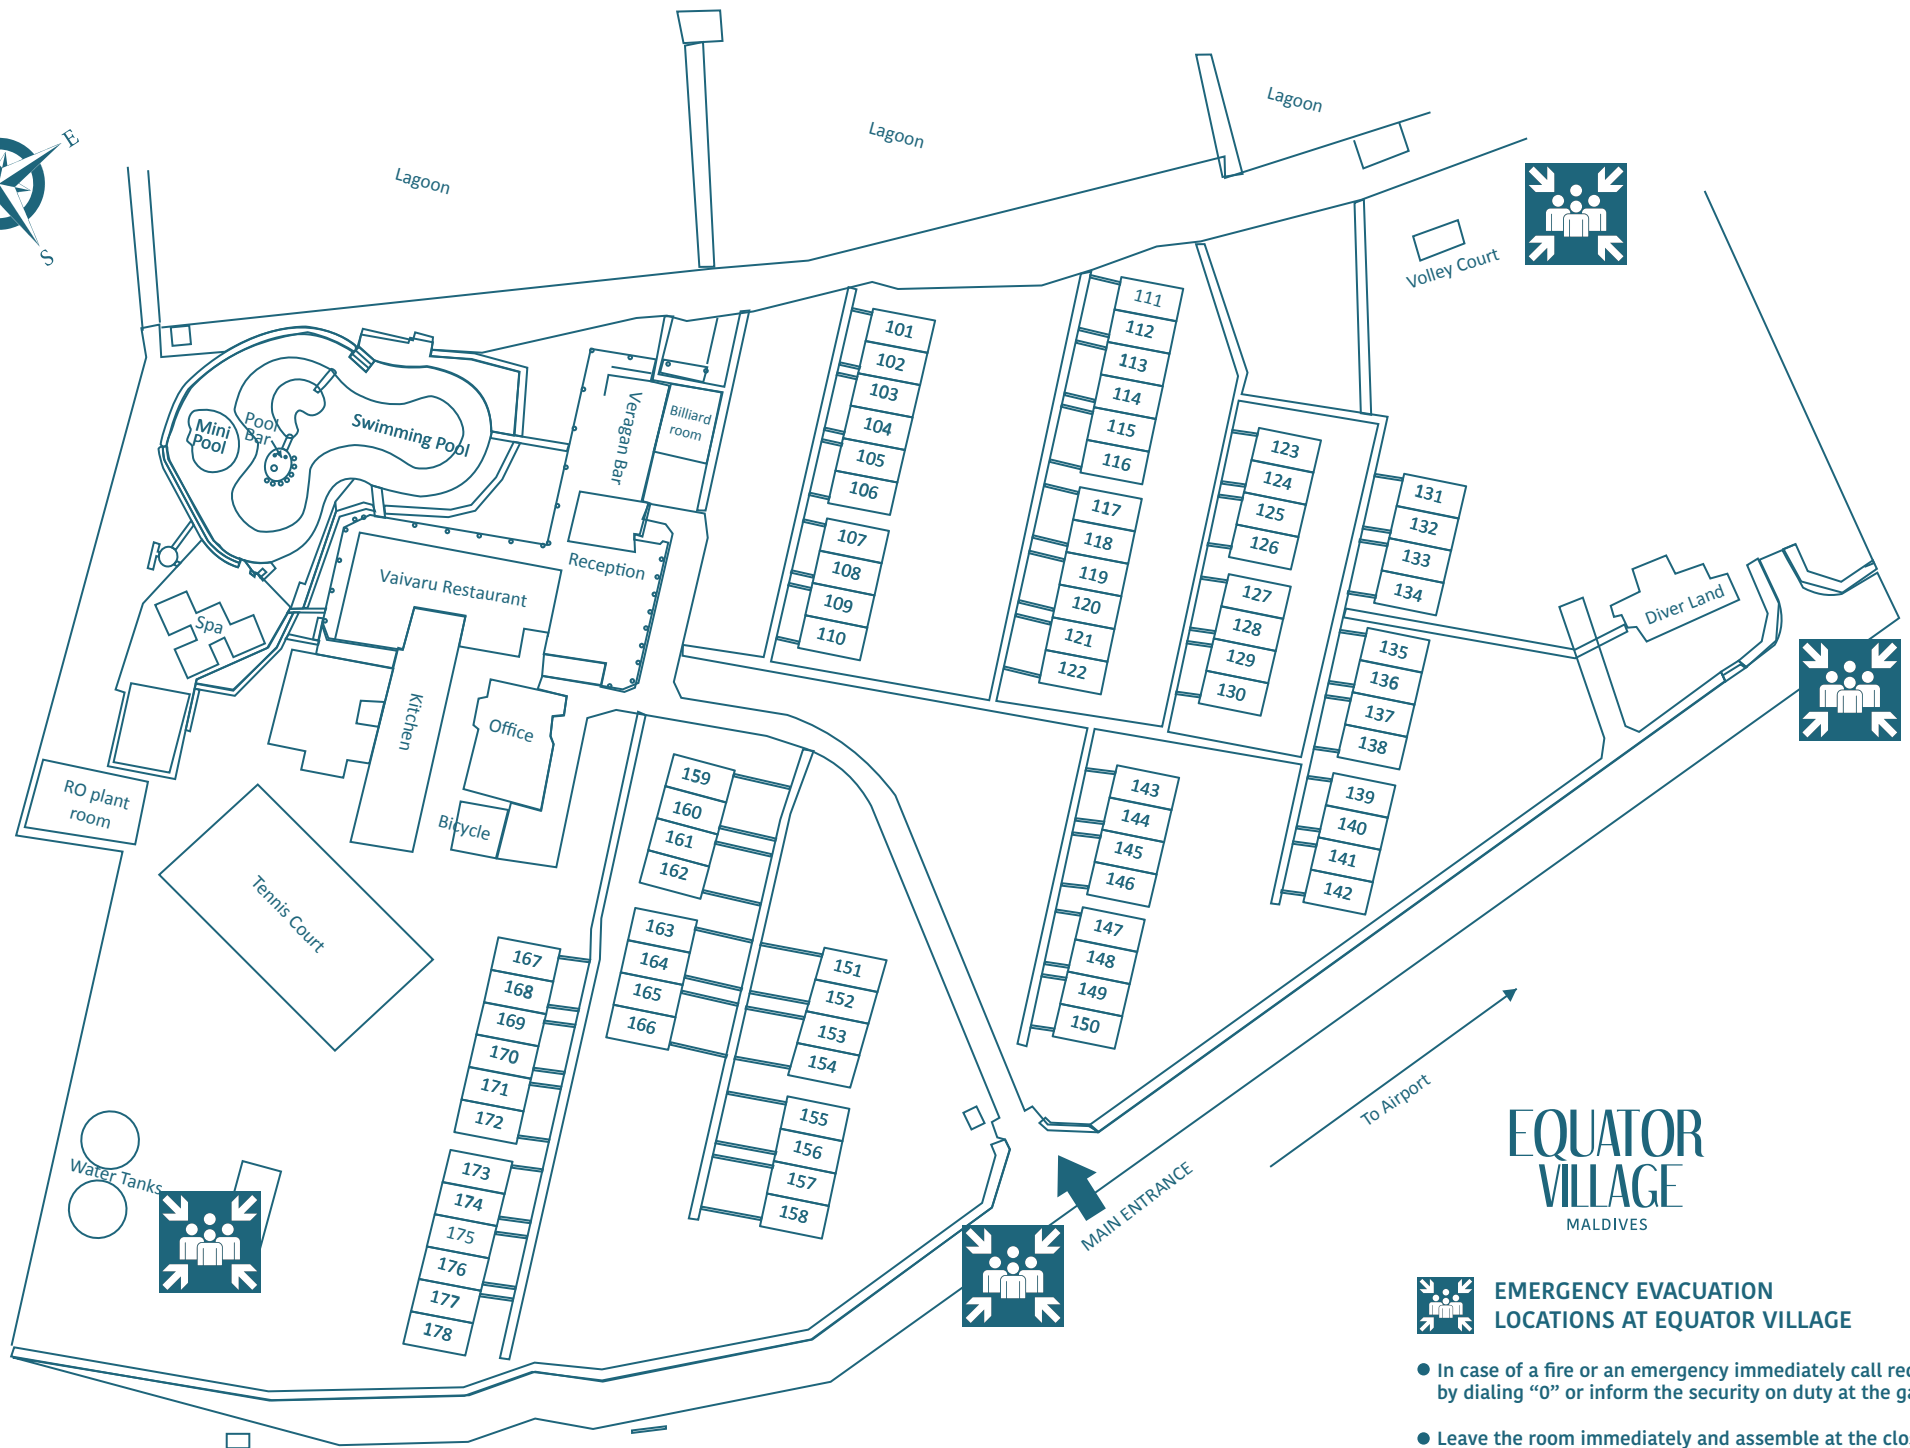 E
S
Lagoon
Lagoon
Lagoon
Volley Court
Mini
Pool
Pool
Bar
Swimming Pool
Veragan Bar
Billiard
room
Reception
Vaivaru Restaurant
Spa
Kitchen
Office
Bicycle
RO plant
room
Tennis Court
Water Tanks
Diver Land
101
102
103
104
105
106
107
108
109
110
111
112
113
114
115
116
117
118
119
120
121
122
123
124
125
126
127
128
129
130
131
132
133
134
135
136
137
138
139
140
141
142
143
144
145
146
147
148
149
150
151
152
153
154
155
156
157
158
159
160
161
162
163
164
165
166
167
168
169
170
171
172
173
174
175
176
177
178
MAIN ENTRANCE
To Airport
EQUATOR
VILLAGE
MALDIVES
EMERGENCY EVACUATION
LOCATIONS AT EQUATOR VILLAGE
● In case of a fire or an emergency immediately call
by dialing “0” or inform the security on duty at the
● Leave the room immediately and assemble at the